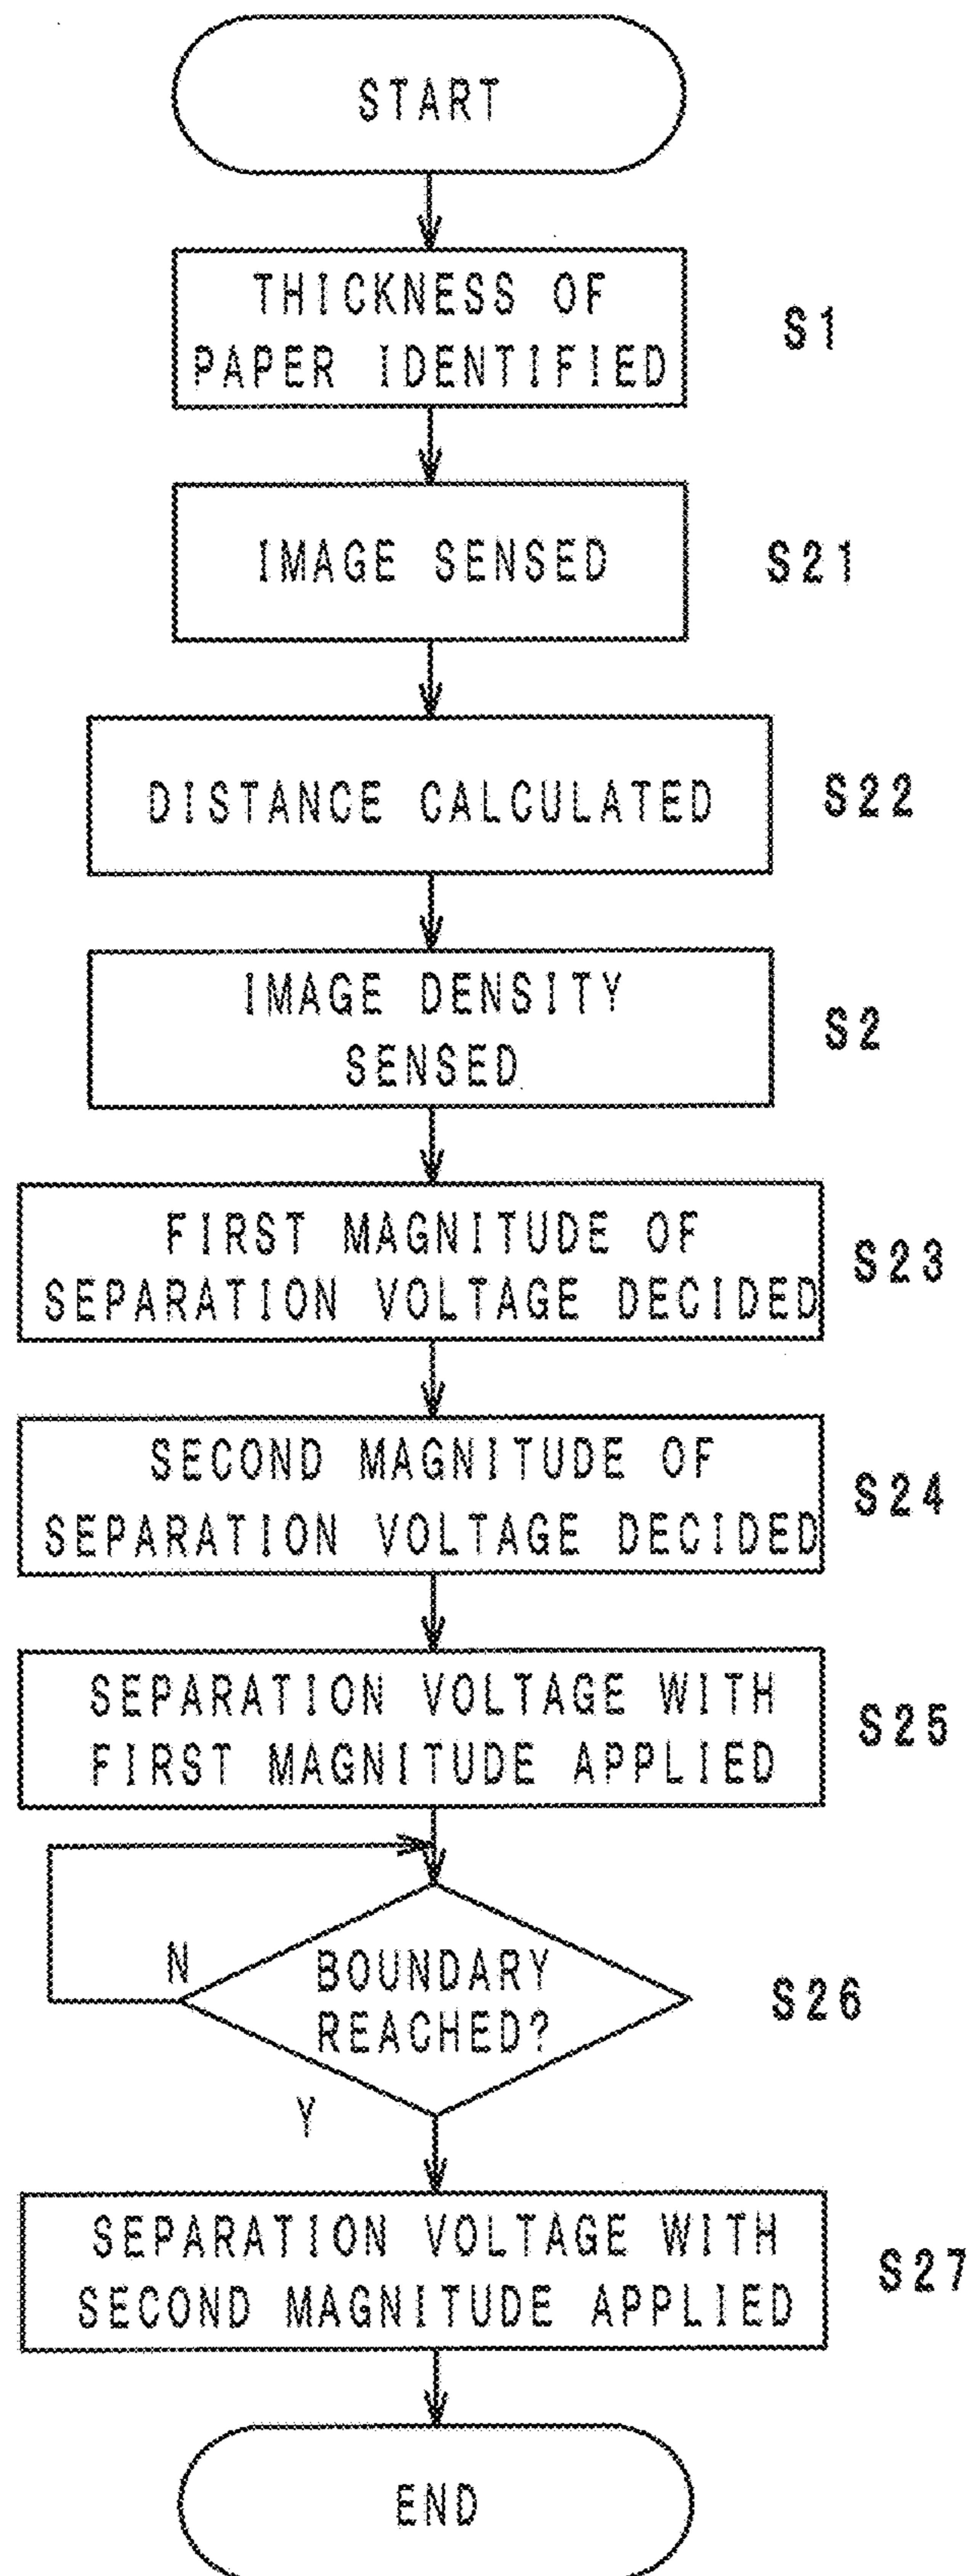 START
THICKNESS OF
PAPER IDENTIFIED
S1
IMAGE SENSED
S21
DISTANCE CALCULATED
S22
IMAGE DENSITY
SENSED
S2
FIRST MAGNITUDE OF
SEPARATION VOLTAGE DECIDED
S23
SECOND MAGNITUDE OF
SEPARATION VOLTAGE DECIDED
S24
SEPARATION VOLTAGE WITH
FIRST MAGNITUDE APPLIED
S25
N
BOUNDARY
REACHED?
S26
Y
SEPARATION VOLTAGE WITH
SECOND MAGNITUDE APPLIED
S27
END